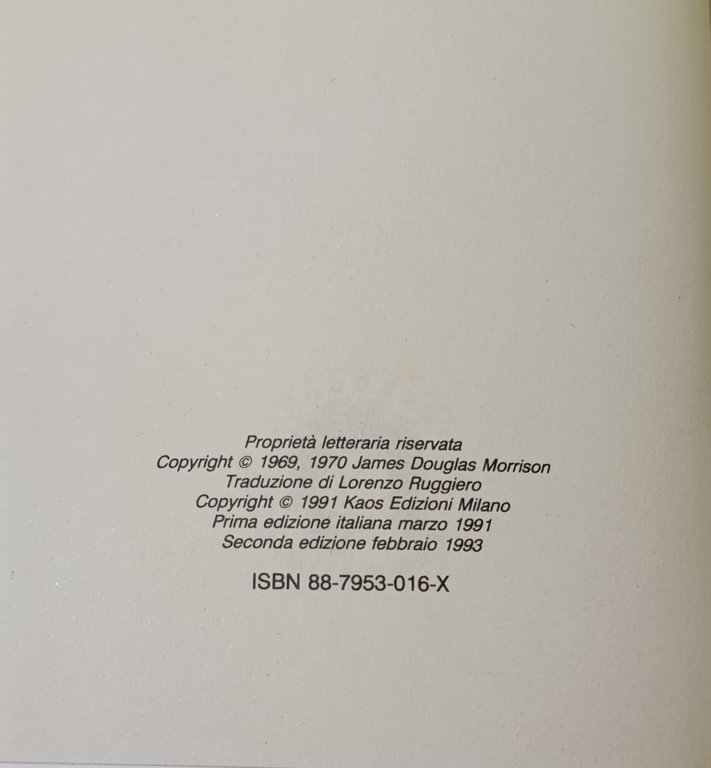 Proprietà letteraria riservata
Copyright © 1969, 1970 James Douglas Morrison
Traduzione di Lorenzo Ruggiero
Copyright © 1991 Kaos Edizioni Milano
Prima edizione italiana marzo 1991
Seconda edizione febbraio 1993
ISBN 88-7953-016-X